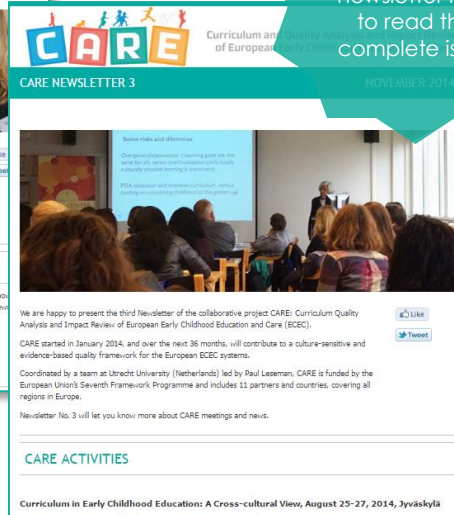 newsletter
to read th
complete is
CARE
Curriculum and Quality Analysis and Impact Review
of European Early Childhood
CARE NEWSLETTER 3
NOVEMBER 2014
Some risks and dilemmas
Overgeneralisation
PISA obsession and
We are happy to present the third Newsletter of the collaborative project CARE: Curriculum Quality
Analysis and Impact Review of European Early Childhood Education and Care (ECEC).
Like
Tweet
CARE started in January 2014, and over the next 36 months, will contribute to a culture-sensitive and
evidence-based quality framework for the European ECEC systems.
Coordinated by a team at Utrecht University (Netherlands) led by Paul Leseman, CARE is funded by the
European Union's Seventh Framework Programme and includes 11 partners and countries, covering all
regions in Europe.
Newsletter No. 3 will let you know more about CARE meetings and news.
CARE ACTIVITIES
Curriculum in Early Childhood Education: A Cross-cultural View, August 25-27, 2014, Jyväskylä